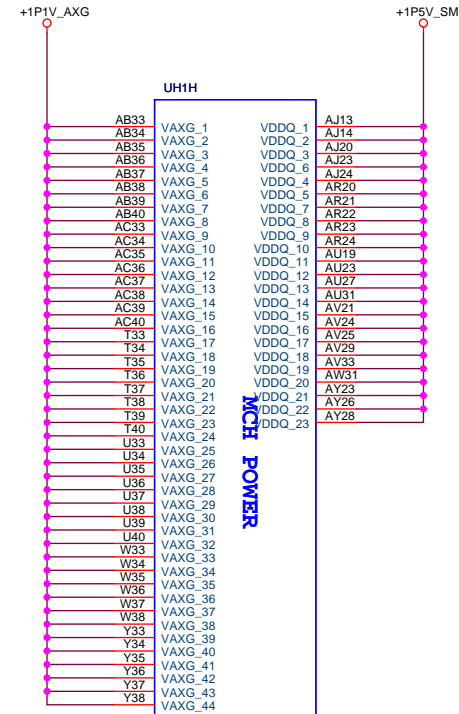 +1P1V_AXG +1P5V_SM
UH1H
AB33 VAXG_1 VDDQ_1 AJ13
AB34 VAXG_2 VDDQ_2 AJ14
AB35 VAXG_3 VDDQ_3 AJ20
AB36 VAXG_4 VDDQ_6 AJ23
AB37 VAXG_5 VDDQ_4 AJ24
AB38 VAXG_6 VDDQ_5 AR20
AB39 VAXG_7 VDDQ_7 AR21
AB40 VAXG_8 VDDQ_8 AR22
AC33 VAXG_9 VDDQ_9 AR23
AC34 VAXG_10 VDDQ_10 AR24
AC35 VAXG_11 VDDQ_11 AU19
AC36 VAXG_12 VDDQ_12 AU23
AC37 VAXG_13 VDDQ_13 AU27
AC38 VAXG_14 VDDQ_14 AU31
AC39 VAXG_15 VDDQ_15 AV21
AC40 VAXG_16 VDDQ_16 AV24
T33 VAXG_17 VDDQ_17 AV25
T34 VAXG_18 VDDQ_18 AV29
T35 VAXG_19 VDDQ_19 AV33
T36 VAXG_20 VDDQ_20 AW31
T37 VAXG_21 VDDQ_21 AY23
T38 VAXG_22 VDDQ_22 AY26
T39 VAXG_23 VDDQ_23 AY28
T40 VAXG_24
U33 VAXG_25
U34 VAXG_26
U35 VAXG_27
U36 VAXG_28
U37 VAXG_29
U38 VAXG_30
U39 VAXG_31
U40 VAXG_32
W33 VAXG_33
W34 VAXG_34
W35 VAXG_35
W36 VAXG_36
W37 VAXG_37
W38 VAXG_38
Y33 VAXG_39
Y34 VAXG_40
Y35 VAXG_41
Y36 VAXG_42
Y37 VAXG_43
Y38 VAXG_44
MCH POWER